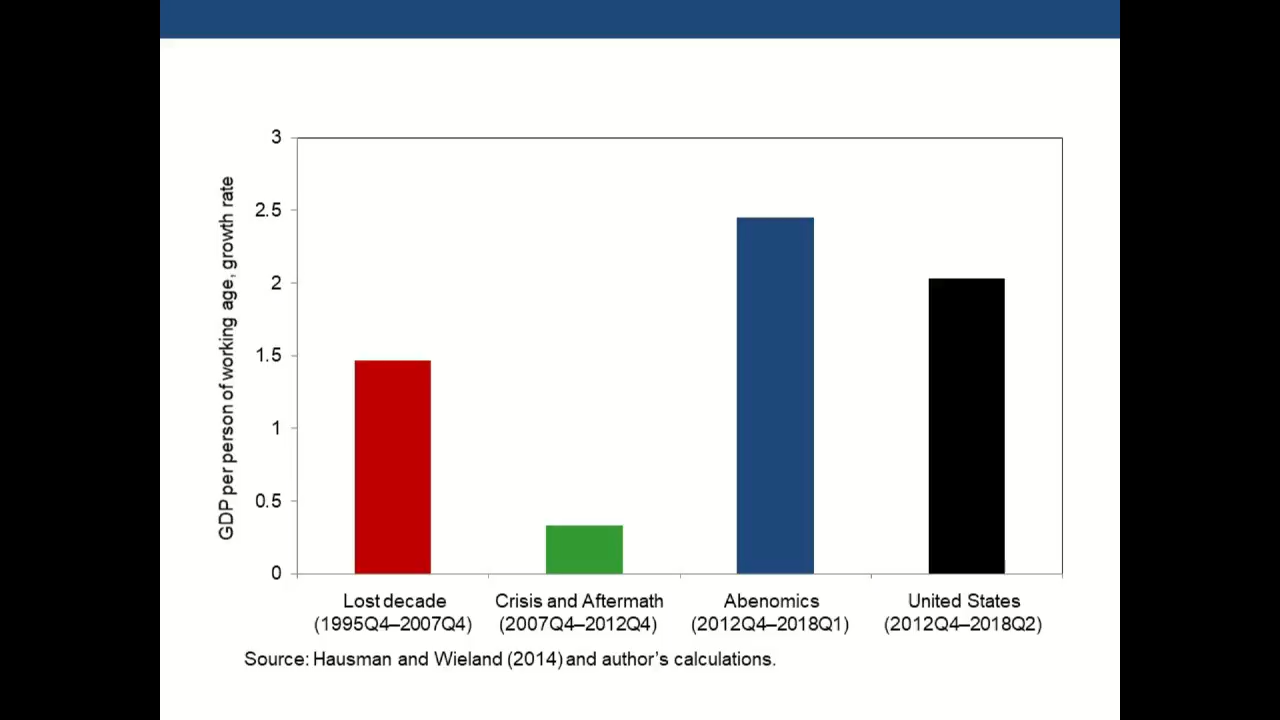 3
2.5
2
1.5
1
0.5
0
GDP per person of working age, growth rate
Lost decade
(1995Q4–2007Q4)
Crisis and Aftermath
(2007Q4–2012Q4)
Abenomics
(2012Q4–2018Q1)
United States
(2012Q4–2018Q2)
Source: Hausman and Wieland (2014) and author’s calculations.